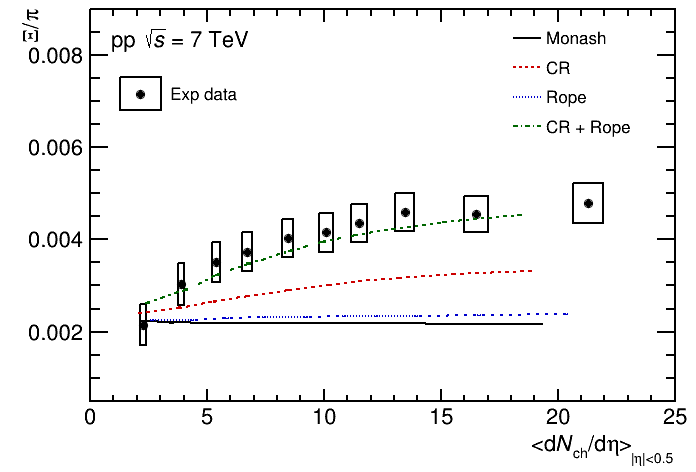 Ξ/π
pp √s = 7 TeV
Exp data
Monash
CR
Rope
CR + Rope
0.008
0.006
0.004
0.002
0 5 10 15 20 25
<dN_ch/dη>_|η|<0.5